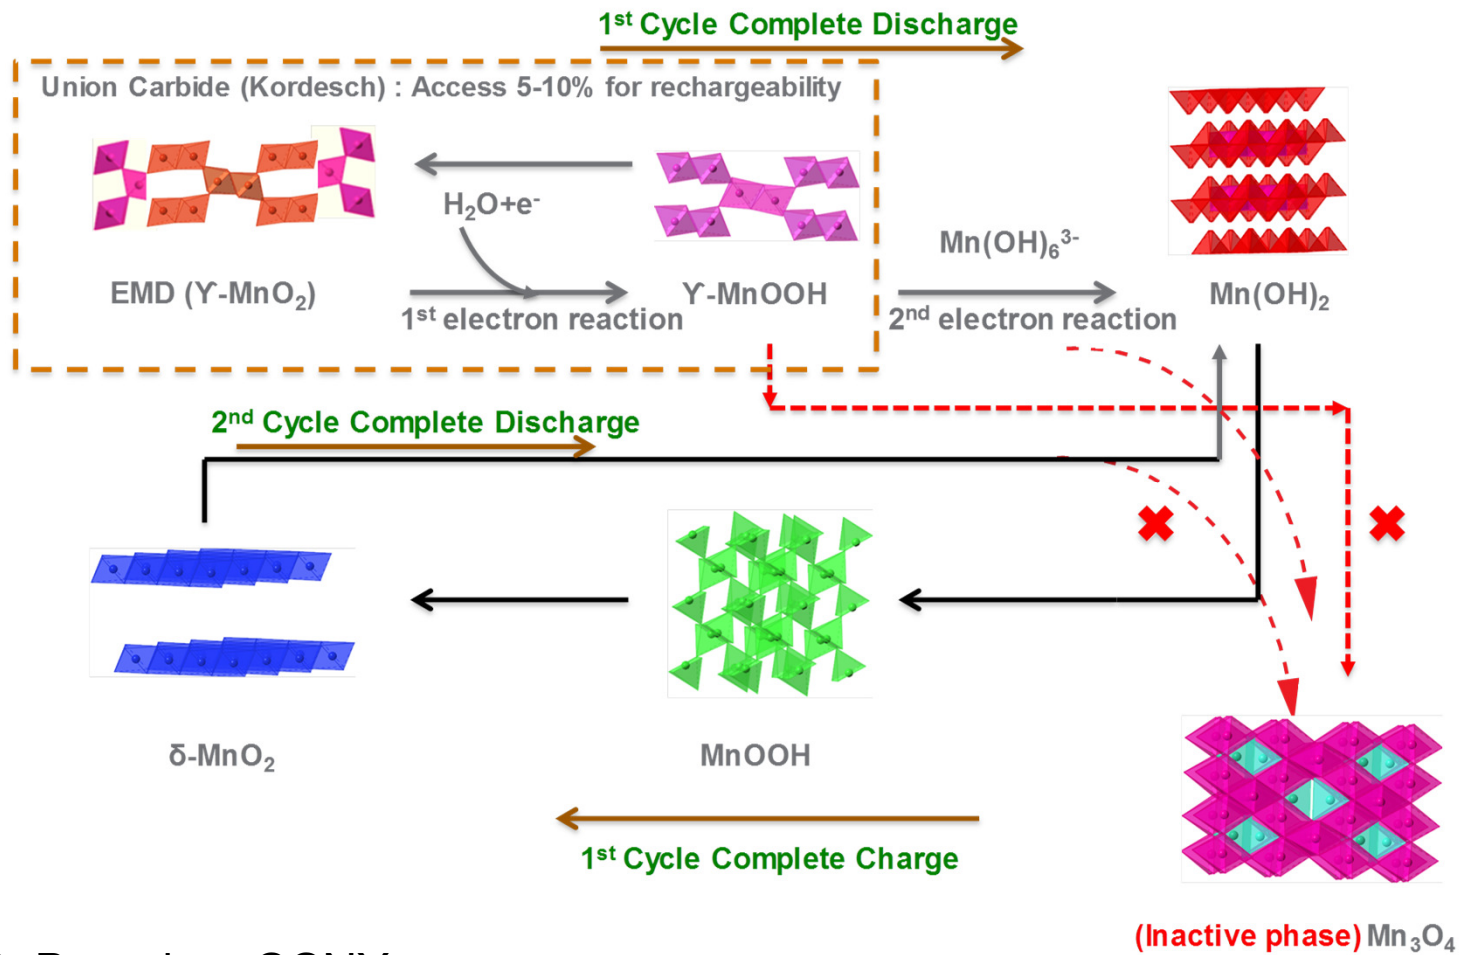 1st Cycle Complete Discharge
Union Carbide (Kordesch) : Access 5-10% for rechargeability
H2O+e-
Mn(OH)6 3-
EMD (ϒ-MnO2)
1st electron reaction
ϒ-MnOOH
2nd electron reaction
Mn(OH)2
2nd Cycle Complete Discharge
δ-MnO2
MnOOH
1st Cycle Complete Charge
(Inactive phase) Mn3O4